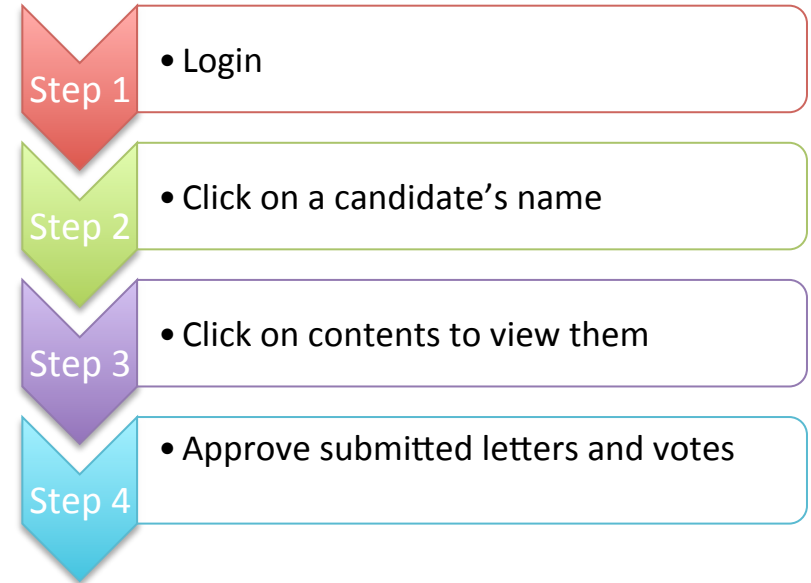 Step 1
• Login
Step 2
• Click on a candidate’s name
Step 3
• Click on contents to view them
Step 4
• Approve submitted letters and votes